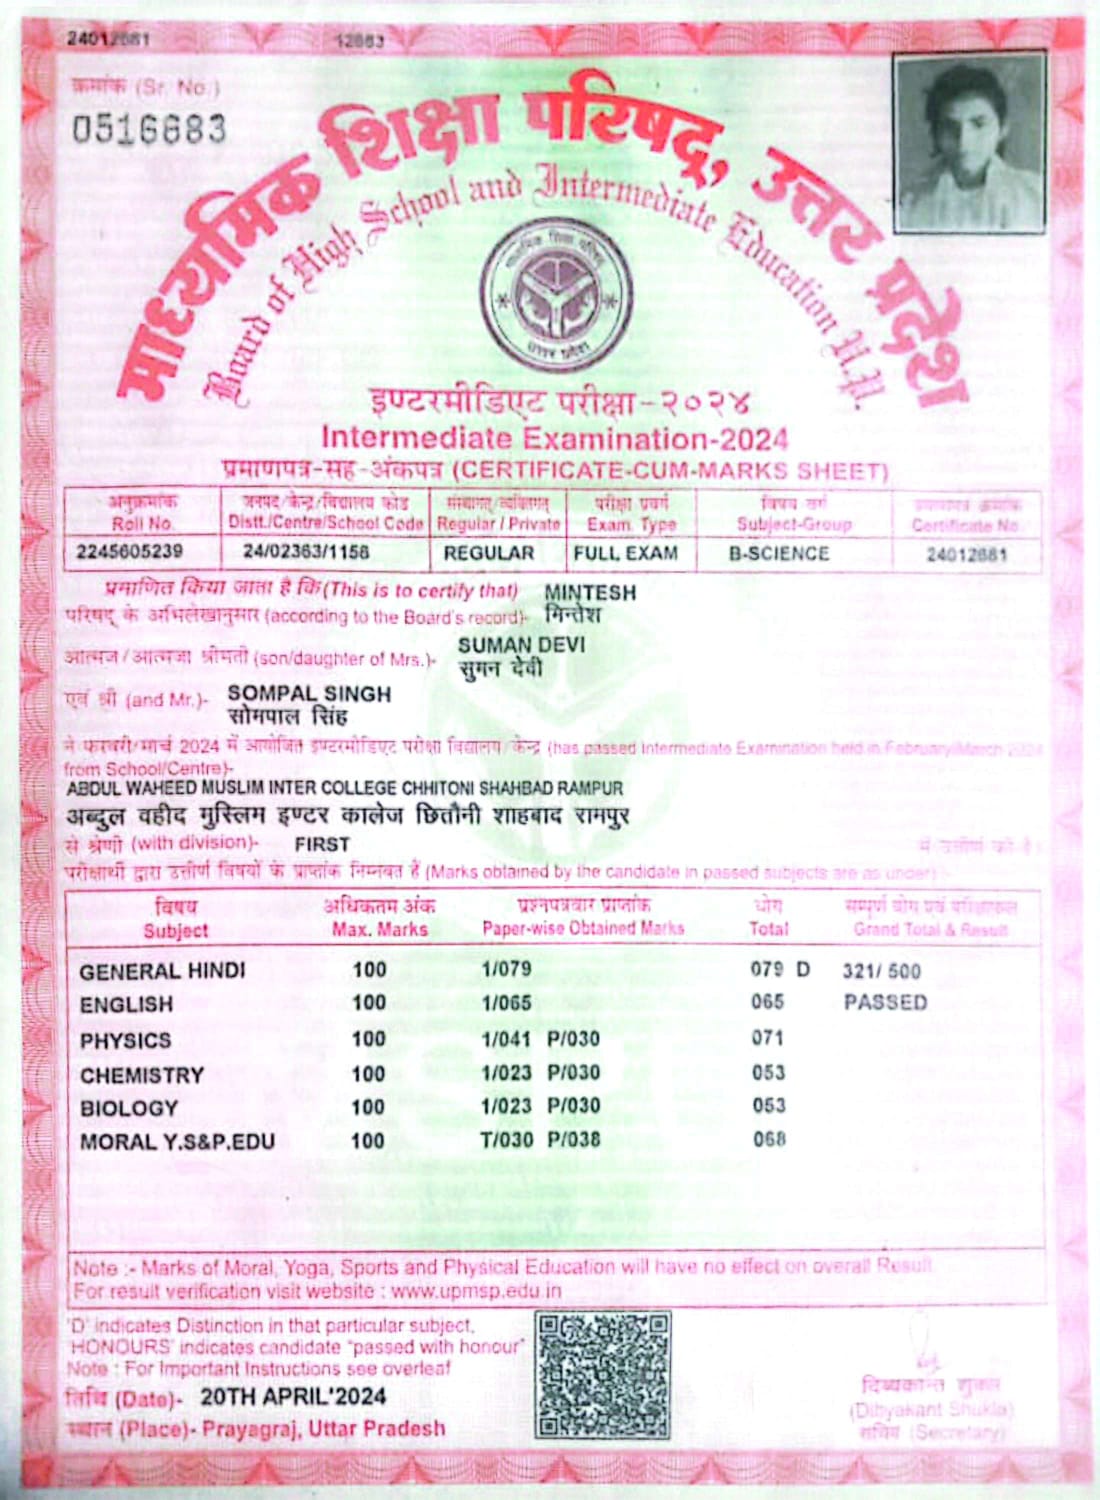 24012681 12663
क्रमांक (Sr. No.)
0516683
माध्यमिक शिक्षा परिषद्, उत्तर प्रदेश
Board of High School and Intermediate Education U.P.
माध्यमिक शिक्षा परिषद्
उत्तर प्रदेश
इण्टरमीडिएट परीक्षा-२०२४
Intermediate Examination-2024
प्रमाणपत्र-सह-अंकपत्र (CERTIFICATE-CUM-MARKS SHEET)
अनुक्रमांक जनपद/केन्द्र/विद्यालय कोड संस्थागत/व्यक्तिगत परीक्षा प्रवर्ग विषय वर्ग प्रमाणपत्र क्रमांक
Roll No. Distt./Centre/School Code Regular / Private Exam. Type Subject-Group Certificate No.
2245605239 24/02363/1156 REGULAR FULL EXAM B-SCIENCE 24012681
प्रमाणित किया जाता है कि (This is to certify that) MINTESH
परिषद् के अभिलेखानुसार (according to the Board's record)- मिन्तेश
SUMAN DEVI
आत्मज/आत्मजा श्रीमती (son/daughter of Mrs.)- सुमन देवी
एवं श्री (and Mr.)- SOMPAL SINGH
सोमपाल सिंह
ने फरवरी/मार्च 2024 में आयोजित इण्टरमीडिएट परीक्षा विद्यालय/केन्द्र (has passed Intermediate Examination held in February/March 2024
from School/Centre)-
ABDUL WAHEED MUSLIM INTER COLLEGE CHHITONI SHAHBAD RAMPUR
अब्दुल वहीद मुस्लिम इण्टर कालेज छितौनी शाहबाद रामपुर
से श्रेणी (with division)- FIRST में उत्तीर्ण की है।
परीक्षार्थी द्वारा उत्तीर्ण विषयों के प्राप्तांक निम्नवत हैं (Marks obtained by the candidate in passed subjects are as under) :-
विषय अधिकतम अंक प्रश्नपत्रवार प्राप्तांक योग सम्पूर्ण योग एवं परीक्षाफल
Subject Max. Marks Paper-wise Obtained Marks Total Grand Total & Result
GENERAL HINDI 100 1/079 079 D 321/ 500
ENGLISH 100 1/065 065 PASSED
PHYSICS 100 1/041 P/030 071
CHEMISTRY 100 1/023 P/030 053
BIOLOGY 100 1/023 P/030 053
MORAL Y.S&P.EDU 100 T/030 P/038 068
Note :- Marks of Moral, Yoga, Sports and Physical Education will have no effect on overall Result.
For result verification visit website : www.upmsp.edu.in
'D' indicates Distinction in that particular subject,
'HONOURS' indicates candidate "passed with honour"
Note : For Important Instructions see overleaf
तिथि (Date)- 20TH APRIL'2024
स्थान (Place)- Prayagraj, Uttar Pradesh
दिब्यकान्त शुक्ल
(Dibyakant Shukla)
सचिव (Secretary)